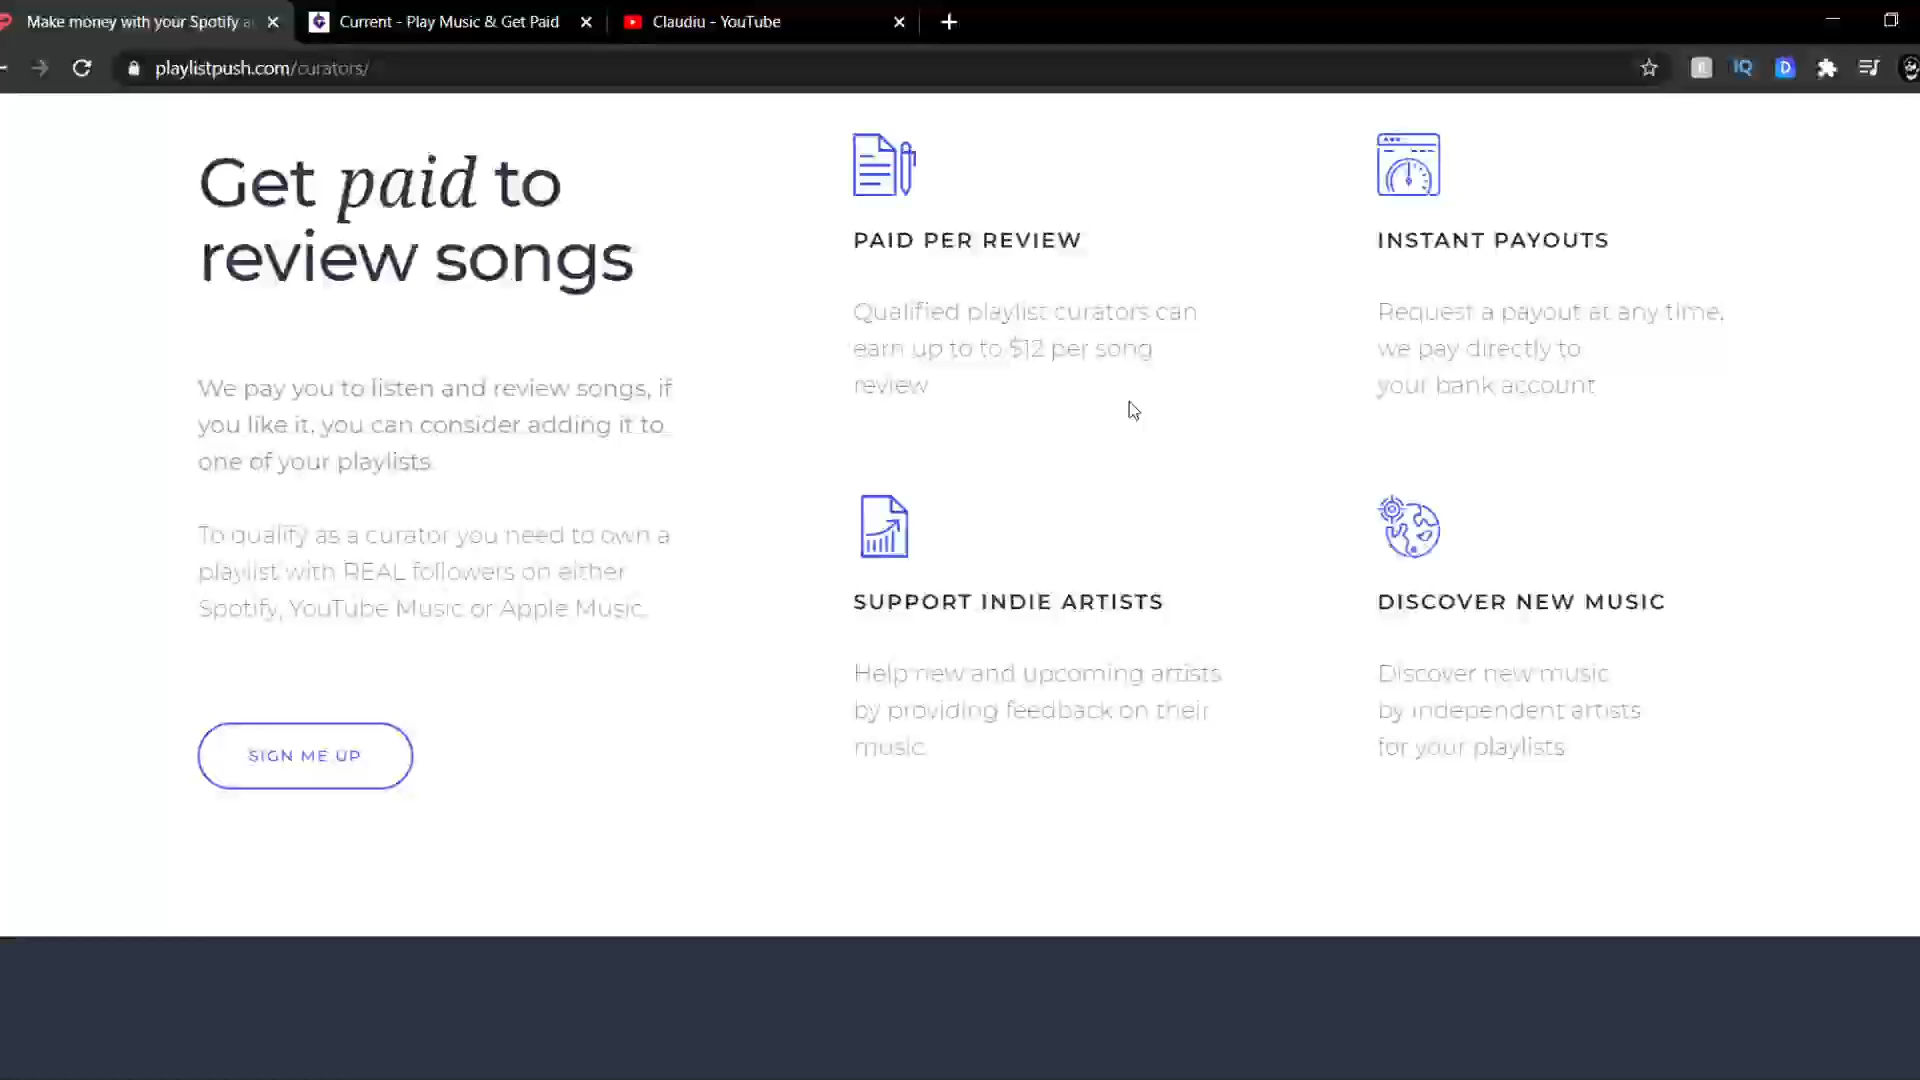 Make money with your Spotify
Current - Play Music & Get Paid
Claudiu - YouTube
playlistpush.com/curators/
IQ
D
Get paid to
review songs
We pay you to listen and review songs, if
you like it, you can consider adding it to
one of your playlists.
To qualify as a curator you need to own a
playlist with REAL followers on either
Spotify, YouTube Music or Apple Music.
SIGN ME UP
PAID PER REVIEW
Qualified playlist curators can
earn up to to $12 per song
review
INSTANT PAYOUTS
Request a payout at any time,
we pay directly to
your bank account
SUPPORT INDIE ARTISTS
Help new and upcoming artists
by providing feedback on their
music.
DISCOVER NEW MUSIC
Discover new music
by independent artists
for your playlists